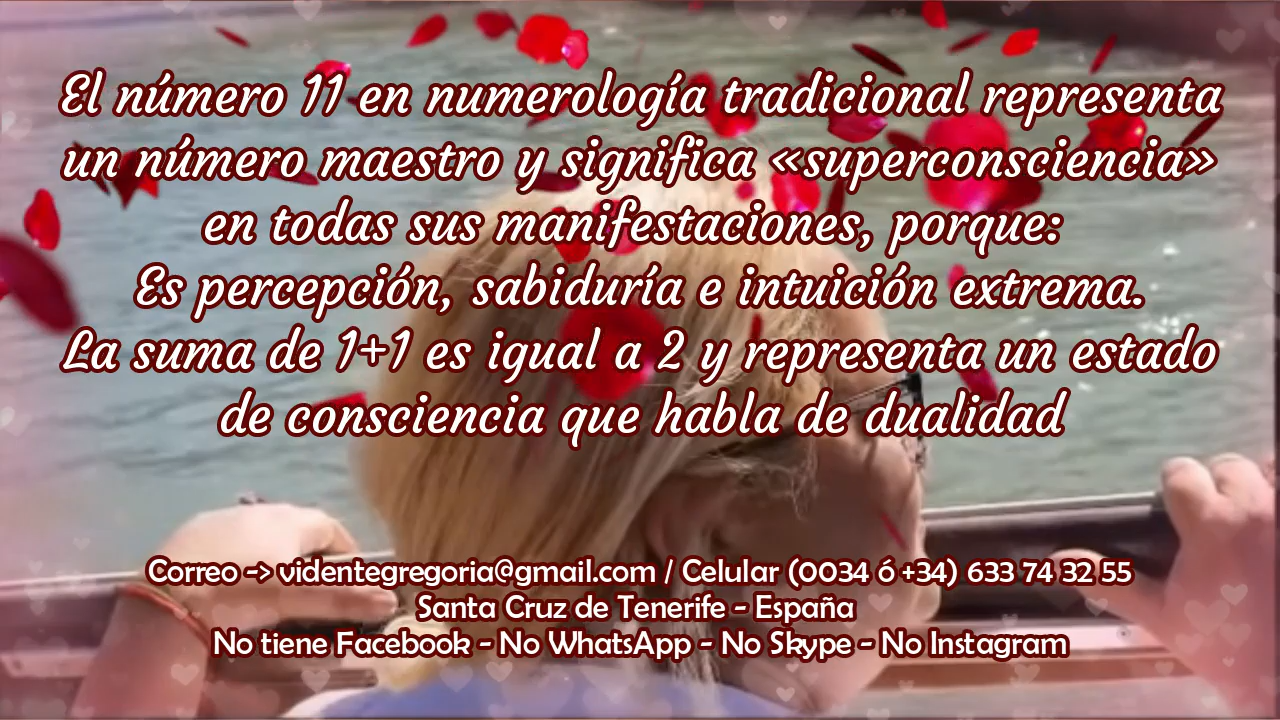 El número 11 en numerología tradicional representa
un número maestro y significa «superconsciencia»
en todas sus manifestaciones, porque:
Es percepción, sabiduría e intuición extrema.
La suma de 1+1 es igual a 2 y representa un estado
de consciencia que habla de dualidad
Correo -> videntegregoria@gmail.com / Celular (0034 ó +34) 633 74 32 55
Santa Cruz de Tenerife - España
No tiene Facebook - No WhatsApp - No Skype - No Instagram